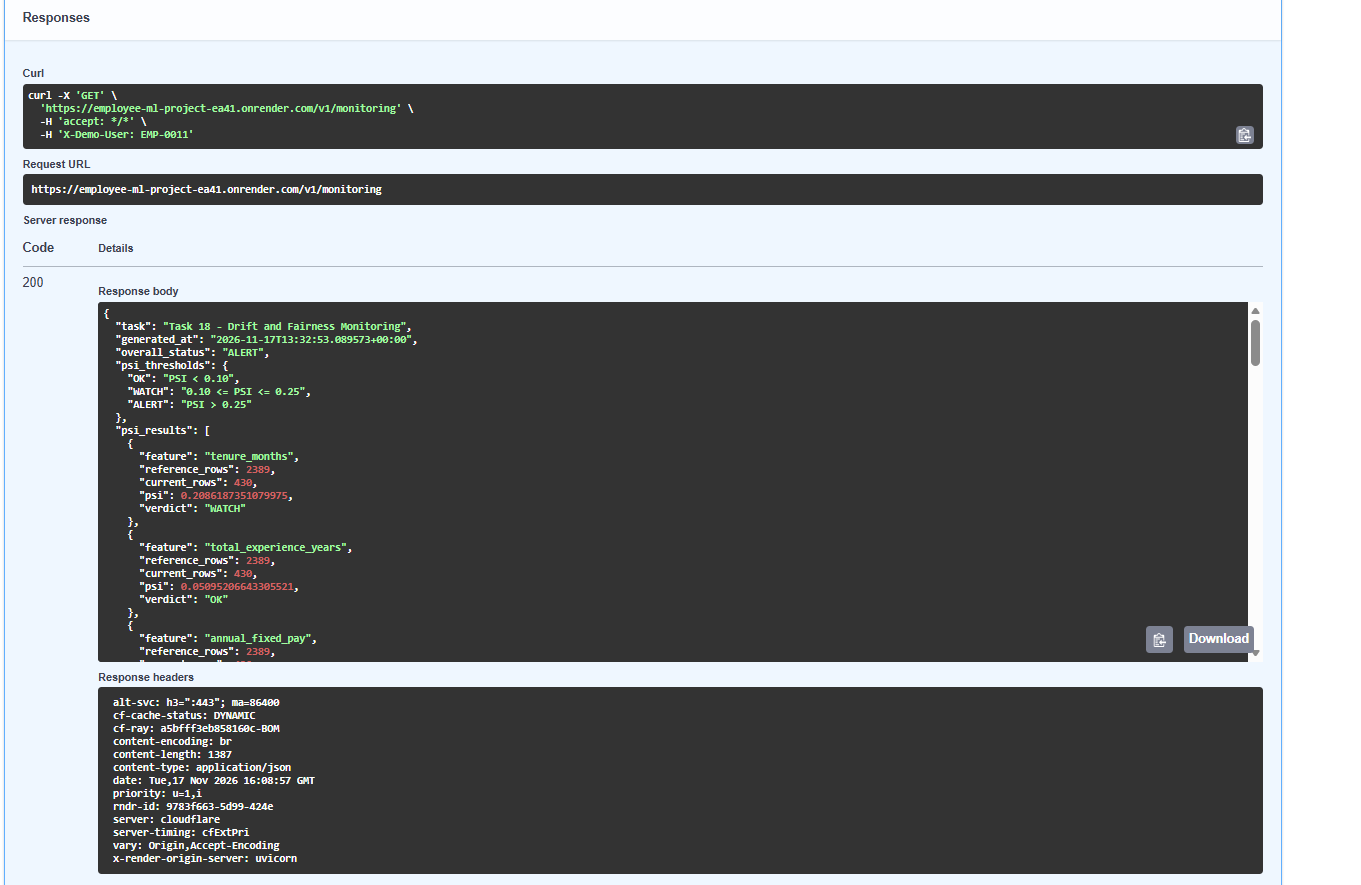 Responses
Curl
curl -X 'GET' \
  'https://employee-ml-project-ea41.onrender.com/v1/monitoring' \
  -H 'accept: */*' \
  -H 'X-Demo-User: EMP-0011'
Request URL
https://employee-ml-project-ea41.onrender.com/v1/monitoring
Server response
Code Details
200
Response body
{
  "task": "Task 18 - Drift and Fairness Monitoring",
  "generated_at": "2026-11-17T13:32:53.089573+00:00",
  "overall_status": "ALERT",
  "psi_thresholds": {
    "OK": "PSI < 0.10",
    "WATCH": "0.10 <= PSI <= 0.25",
    "ALERT": "PSI > 0.25"
  },
  "psi_results": [
    {
      "feature": "tenure_months",
      "reference_rows": 2389,
      "current_rows": 430,
      "psi": 0.2086187351079975,
      "verdict": "WATCH"
    },
    {
      "feature": "total_experience_years",
      "reference_rows": 2389,
      "current_rows": 430,
      "psi": 0.05095206643305521,
      "verdict": "OK"
    },
    {
      "feature": "annual_fixed_pay",
      "reference_rows": 2389,
Download
Response headers
alt-svc: h3=":443"; ma=86400
cf-cache-status: DYNAMIC
cf-ray: a5bfff3eb858160c-BOM
content-encoding: br
content-length: 1387
content-type: application/json
date: Tue,17 Nov 2026 16:08:57 GMT
priority: u=1,i
rndr-id: 9783f663-5d99-424e
server: cloudflare
server-timing: cfExtPri
vary: Origin,Accept-Encoding
x-render-origin-server: uvicorn